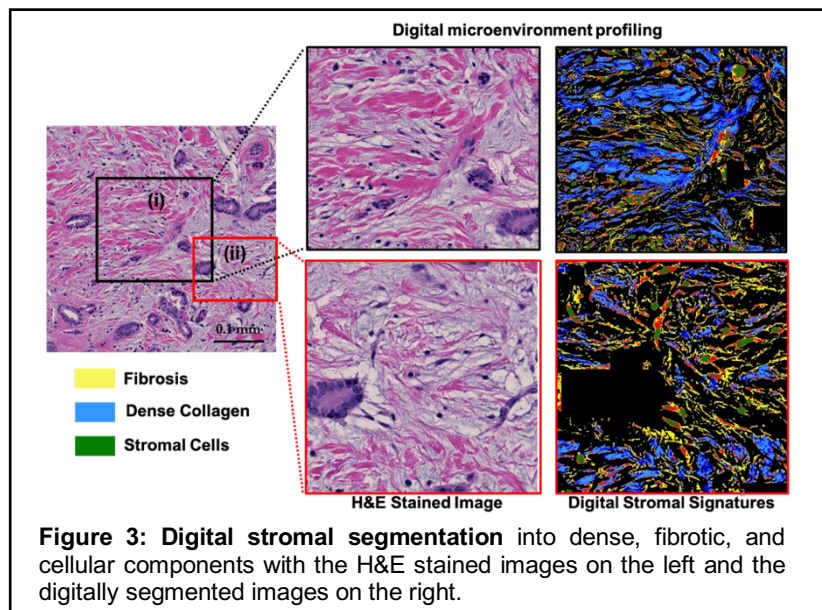 Digital microenvironment profiling
(i)
(ii)
0.1 mm
Fibrosis
Dense Collagen
Stromal Cells
H&E Stained Image
Digital Stromal Signatures
Figure 3: Digital stromal segmentation into dense, fibrotic, and
cellular components with the H&E stained images on the left and the
digitally segmented images on the right.